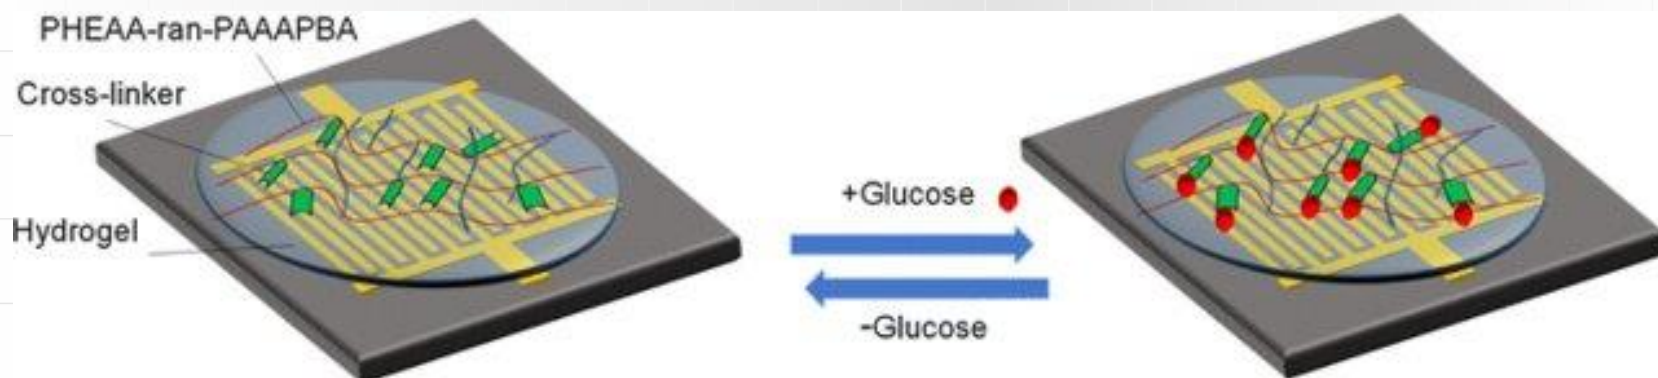 PHEAA-ran-PAAAPBA
Cross-linker
Hydrogel
+Glucose
-Glucose